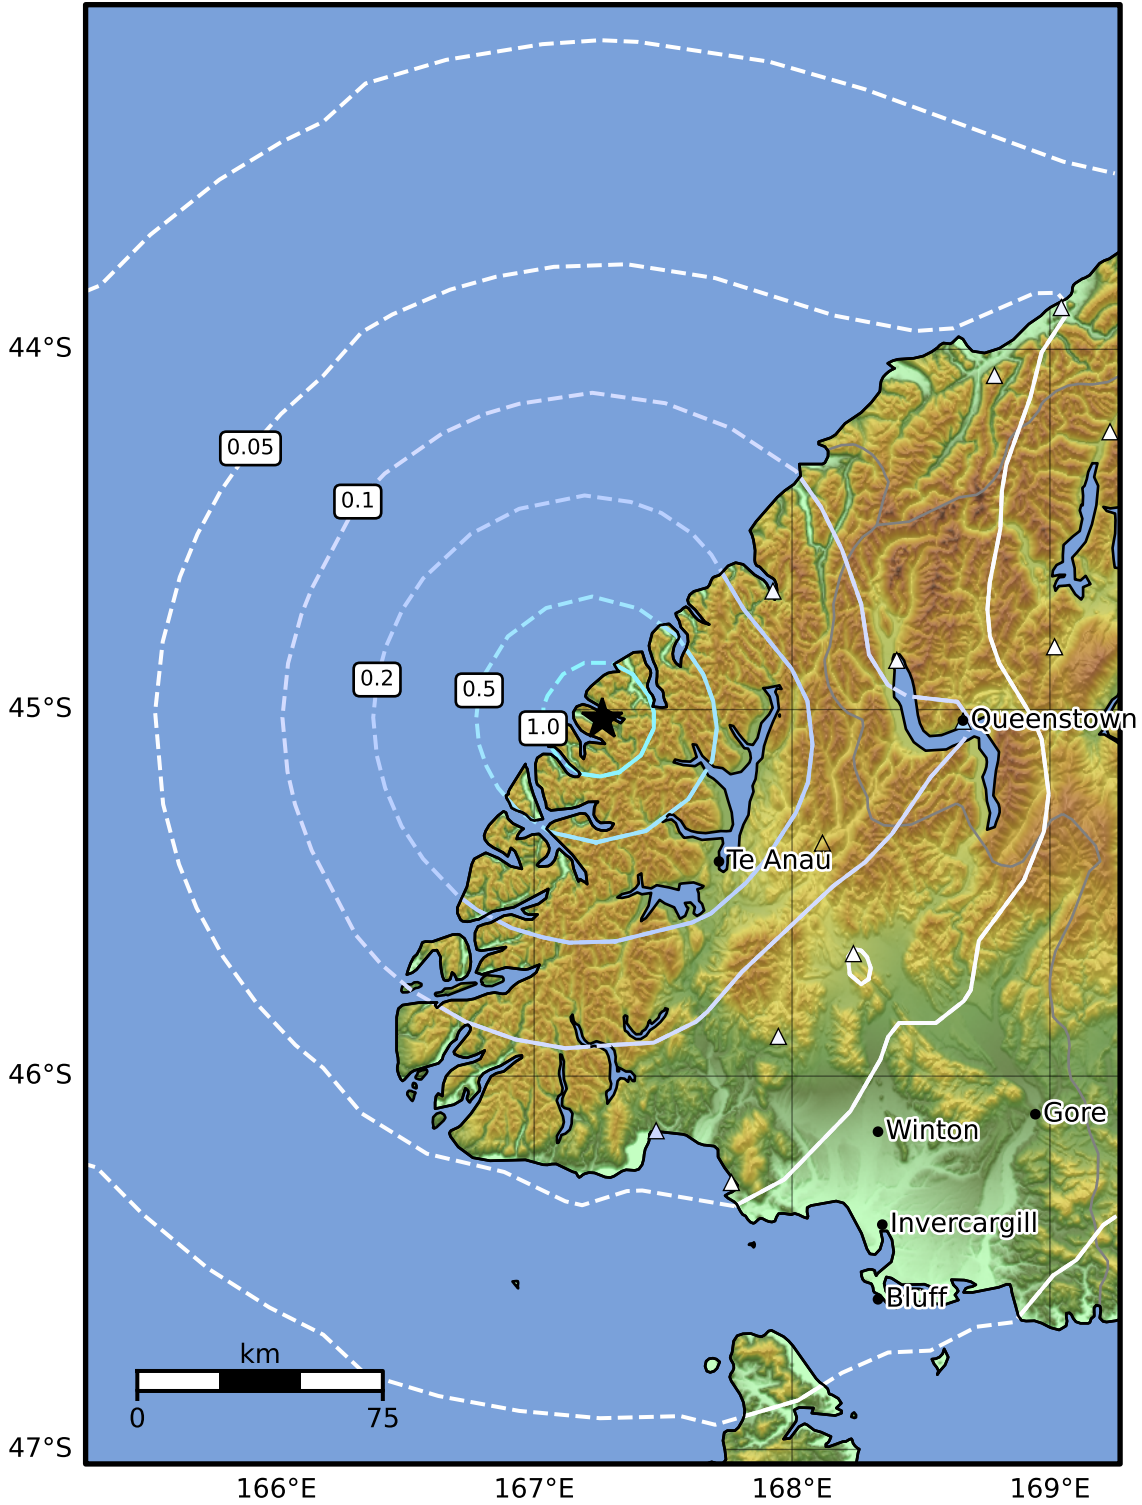 44°S
0.05
0.1
0.2
0.5
45°S
1.0
Queenstown
Te Anau
46°S
Gore
Winton
Invercargill
Bluff
km
0 75
47°S
166°E 167°E 168°E 169°E